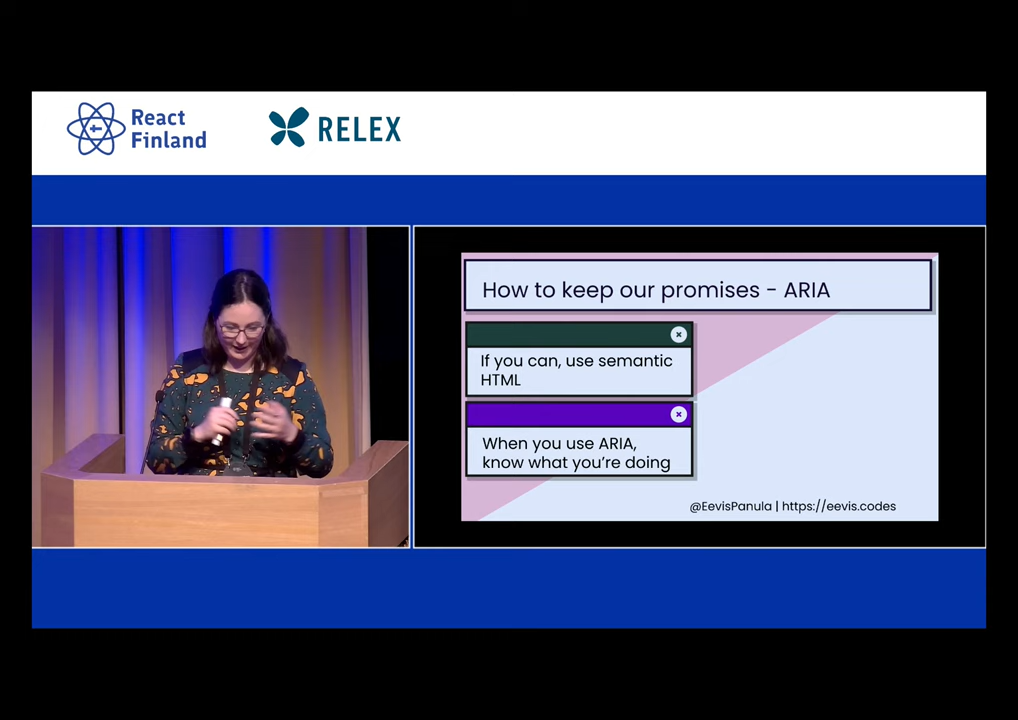 React
Finland
RELEX
How to keep our promises - ARIA
If you can, use semantic
HTML
When you use ARIA,
know what you're doing
@EevisPanula | https://eevis.codes